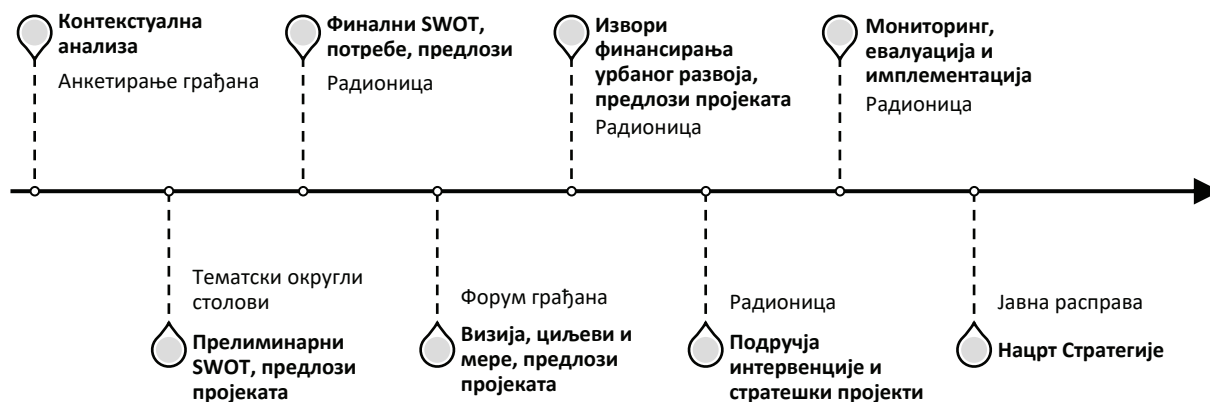 Контекстуална
анализа
Анкетирање грађана
Финални SWOT,
потребе, предлози
Радионица
Извори
финансирања
урбаног развоја,
предлози пројеката
Радионица
Мониторинг,
евалуација и
имплементација
Радионица
Тематски округли
столови
Прелиминарни
SWOT, предлози
пројеката
Форум грађана
Визија, циљеви и
мере, предлози
пројеката
Радионица
Подручја
интервенције и
стратешки пројекти
Јавна расправа
Нацрт Стратегије